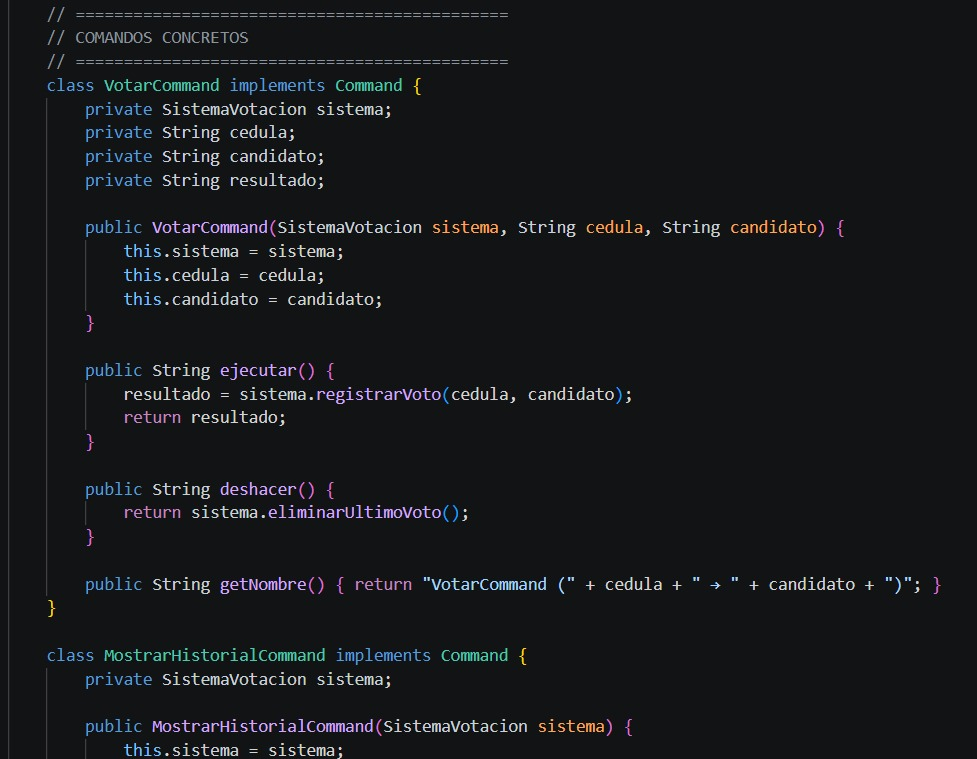 // =============================================
// COMANDOS CONCRETOS
// =============================================
class VotarCommand implements Command {
    private SistemaVotacion sistema;
    private String cedula;
    private String candidato;
    private String resultado;

    public VotarCommand(SistemaVotacion sistema, String cedula, String candidato) {
        this.sistema = sistema;
        this.cedula = cedula;
        this.candidato = candidato;
    }

    public String ejecutar() {
        resultado = sistema.registrarVoto(cedula, candidato);
        return resultado;
    }

    public String deshacer() {
        return sistema.eliminarUltimoVoto();
    }

    public String getNombre() { return "VotarCommand (" + cedula + " → " + candidato + ")"; }
}

class MostrarHistorialCommand implements Command {
    private SistemaVotacion sistema;

    public MostrarHistorialCommand(SistemaVotacion sistema) {
        this.sistema = sistema;